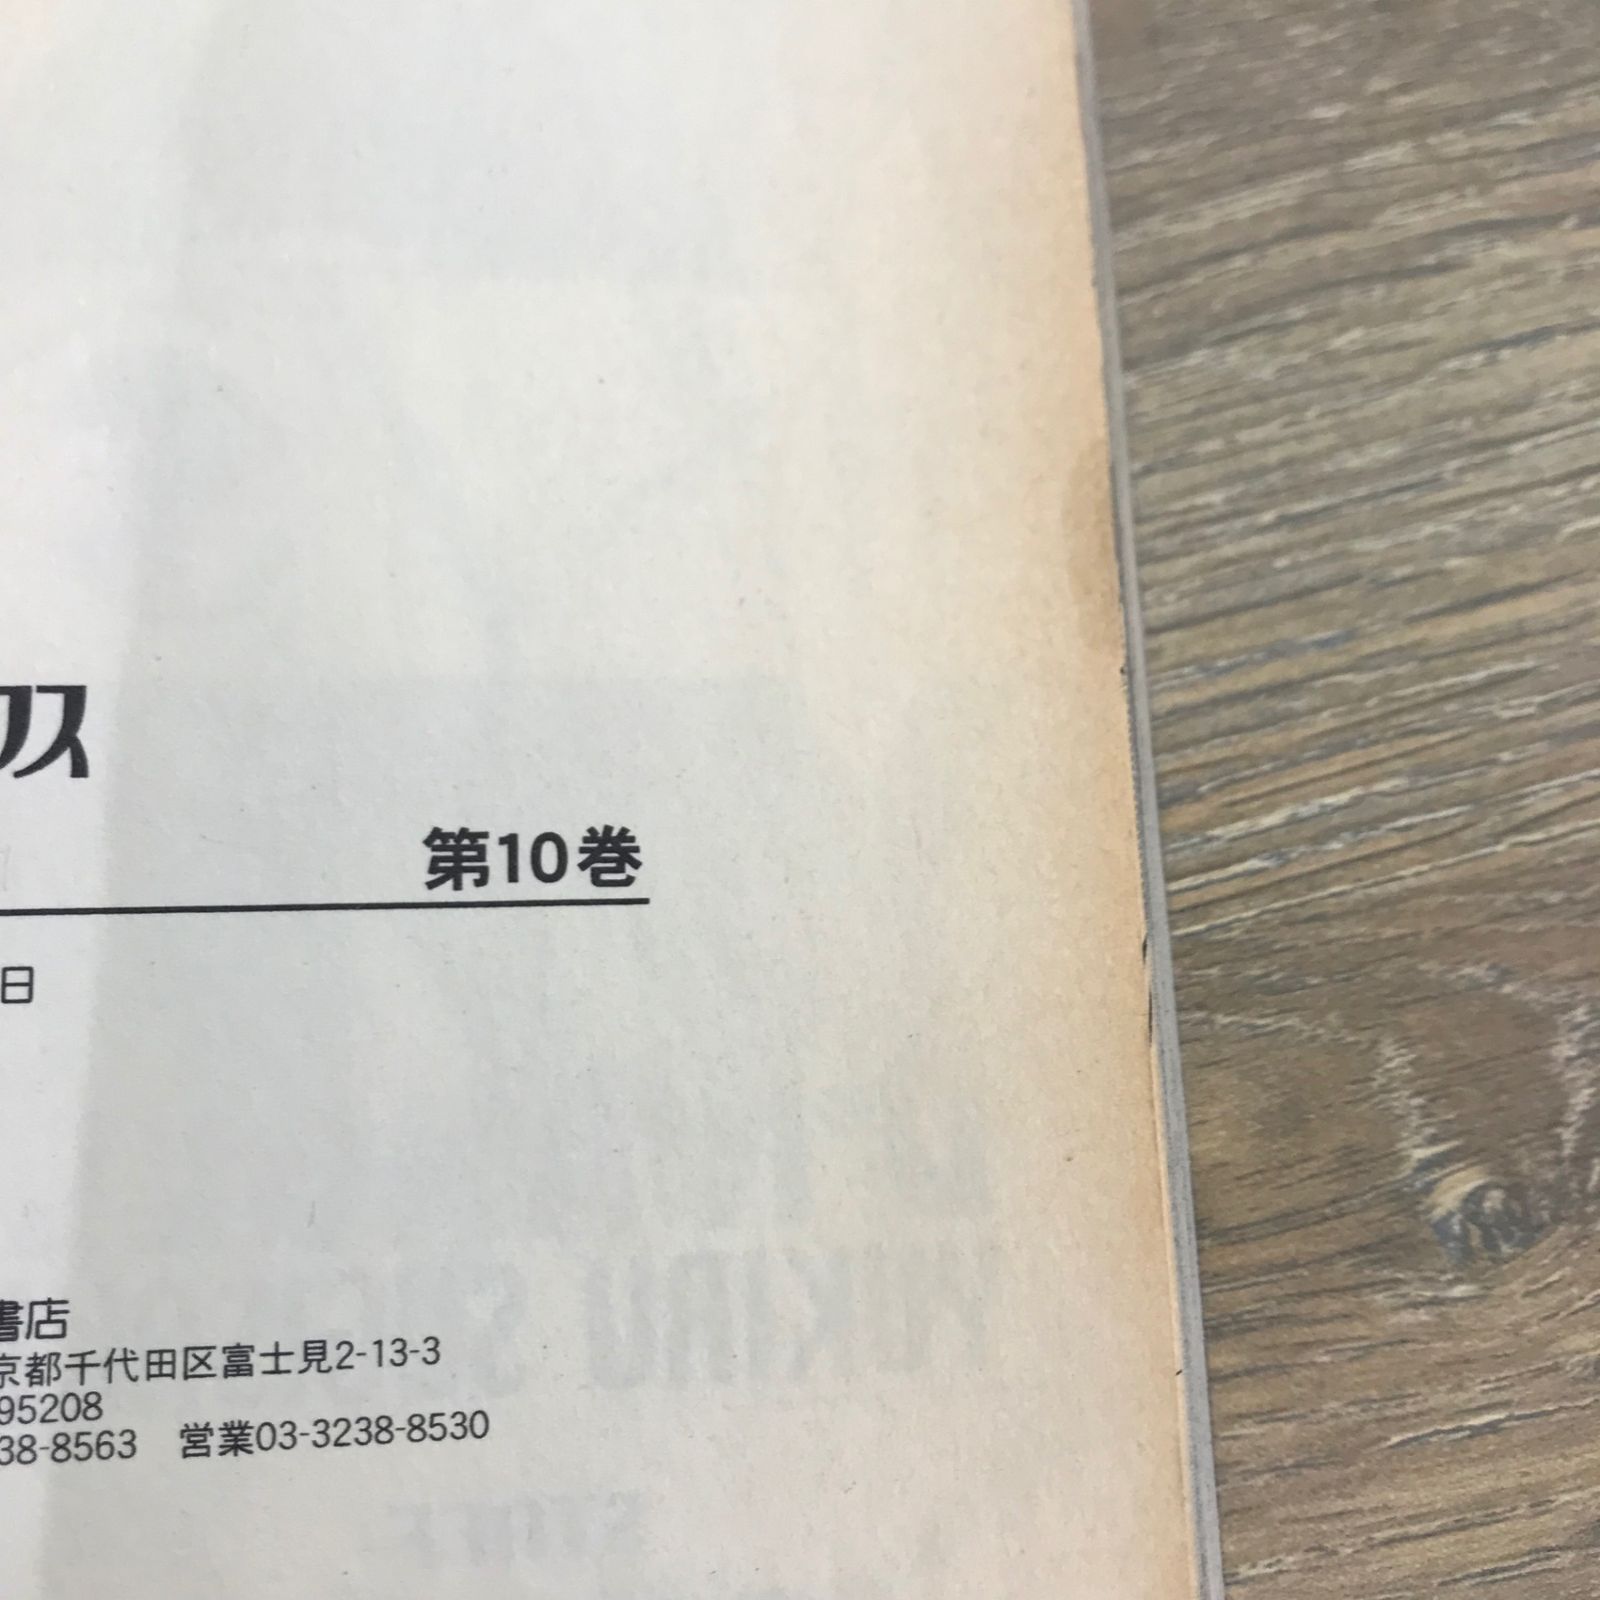 クス
第10巻
日
書店
京都千代田区富士見2-13-3
95208
38-8563 営業03-3238-8530